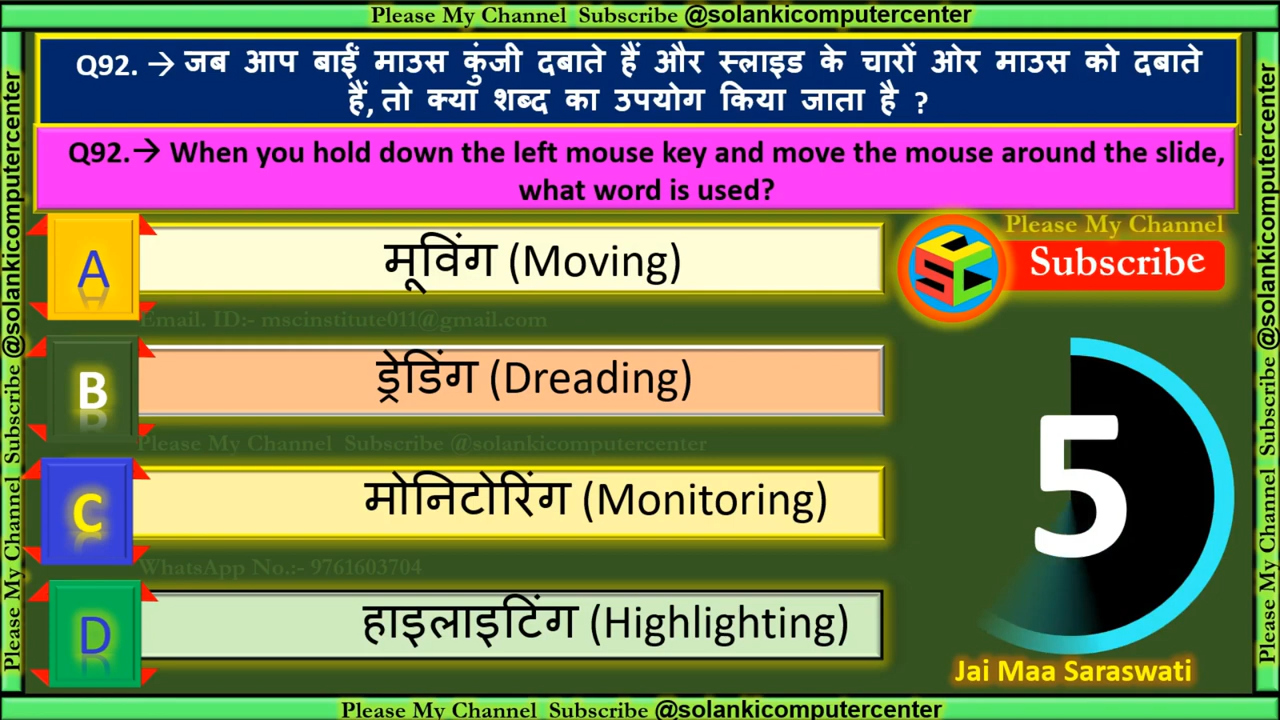 Please My Channel Subscribe @solankicomputercenter
Q92. → जब आप बाईं माउस कुंजी दबाते हैं और स्लाइड के चारों ओर माउस को दबाते
हैं, तो क्या शब्द का उपयोग किया जाता है ?
Q92.→ When you hold down the left mouse key and move the mouse around the slide,
what word is used?
A
मूविंग (Moving)
Please My Channel
Subscribe
CSC
Email. ID:- mscinstitute011@gmail.com
B
ड्रेडिंग (Dreading)
Please My Channel Subscribe @solankicomputercenter
C
मोनिटोरिंग (Monitoring)
5
WhatsApp No.:- 9761603704
D
हाइलाइटिंग (Highlighting)
Jai Maa Saraswati
Please My Channel Subscribe @solankicomputercenter
Please My Channel Subscribe @solankicomputercenter
Please My Channel Subscribe @solankicomputercenter